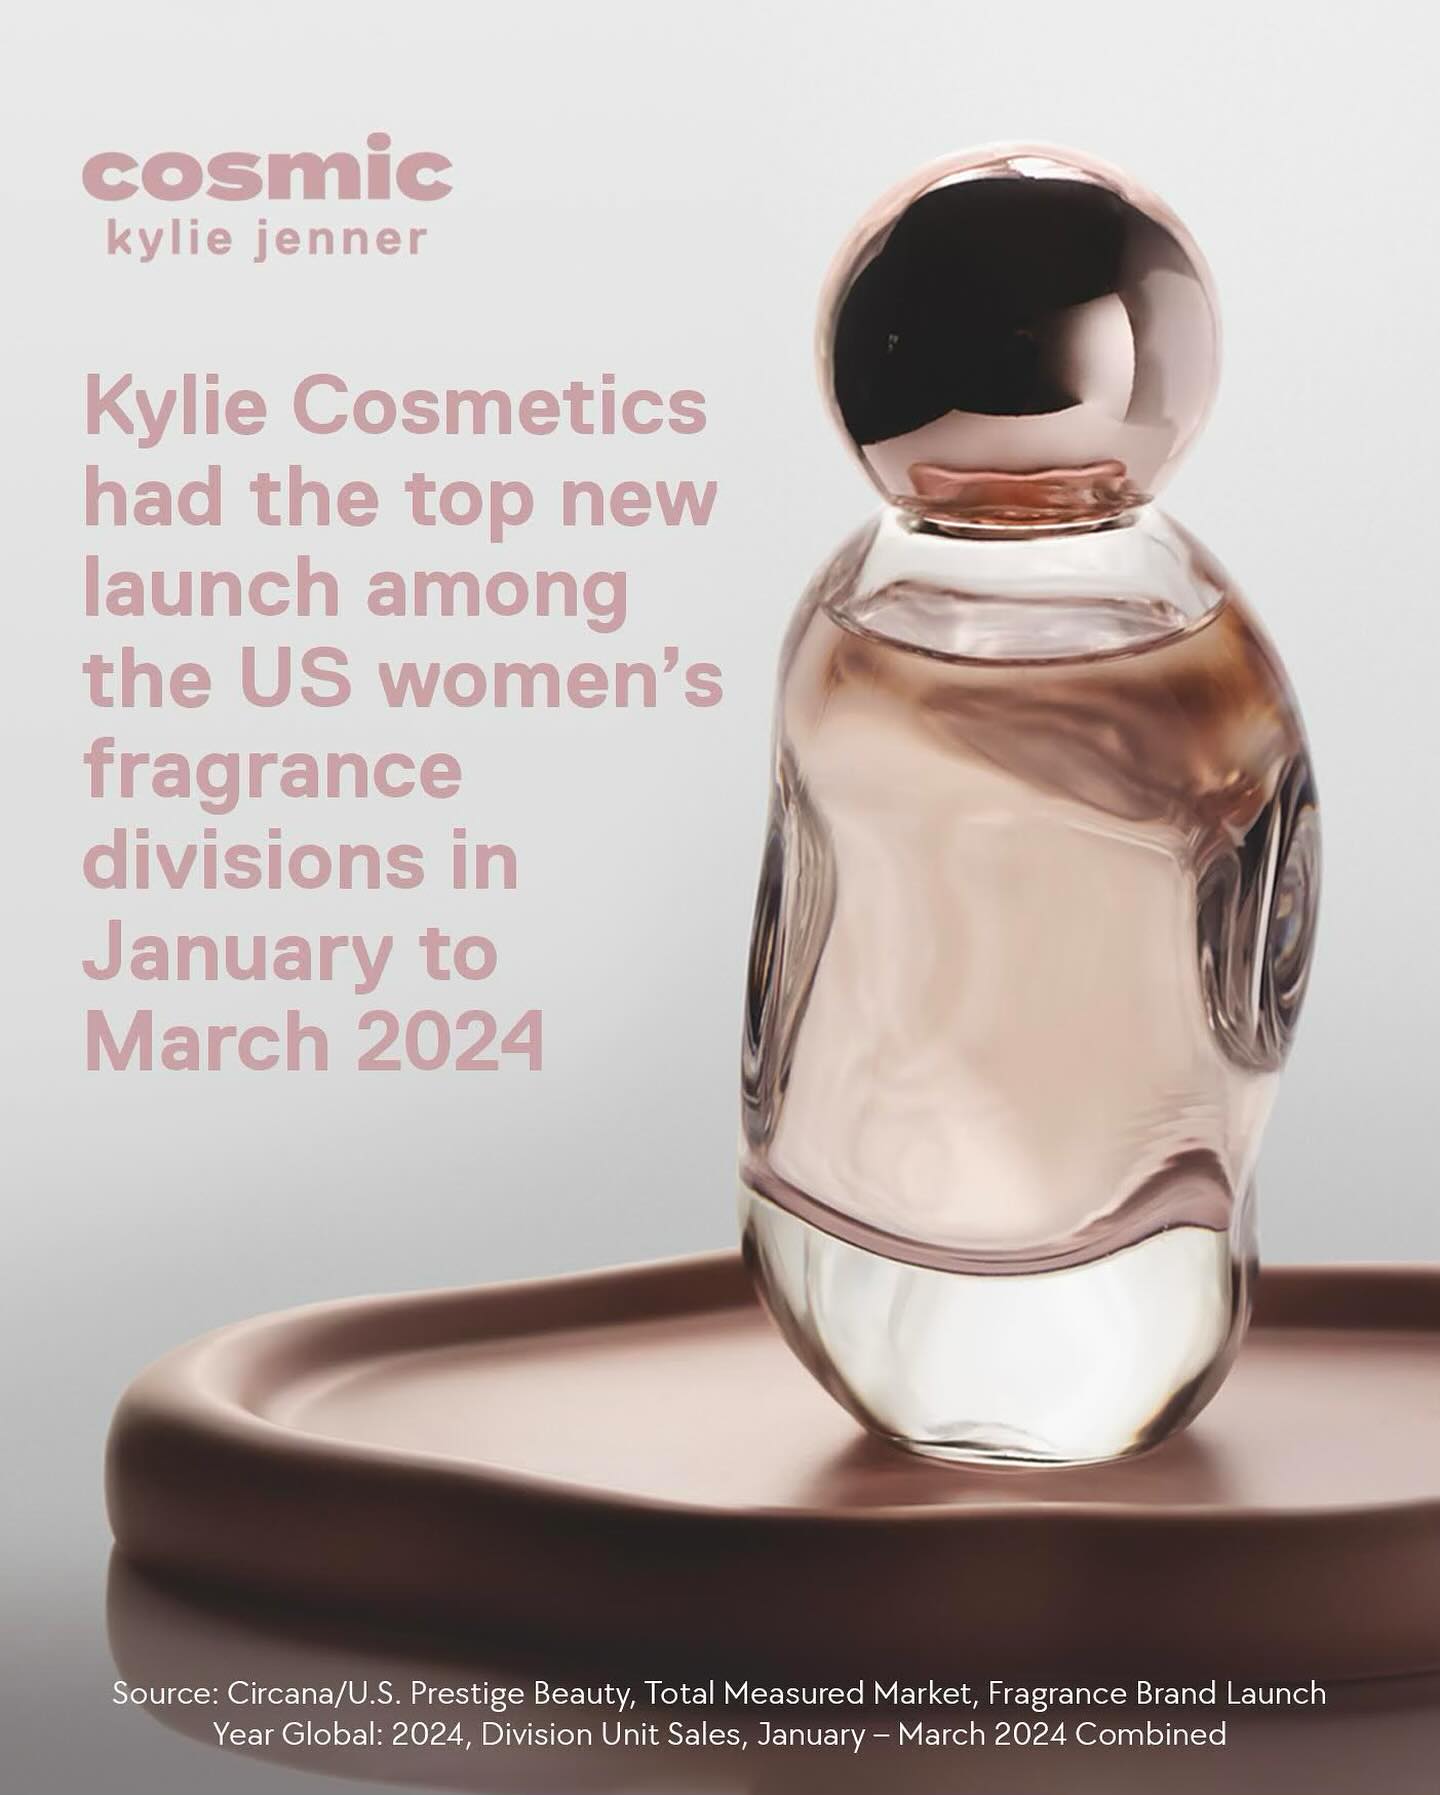 cosmic
kylie jenner
Kylie Cosmetics
had the top new
launch among
the US women’s
fragrance
divisions in
January to
March 2024
Source: Circana/U.S. Prestige Beauty, Total Measured Market, Fragrance Brand Launch
Year Global: 2024, Division Unit Sales, January – March 2024 Combined